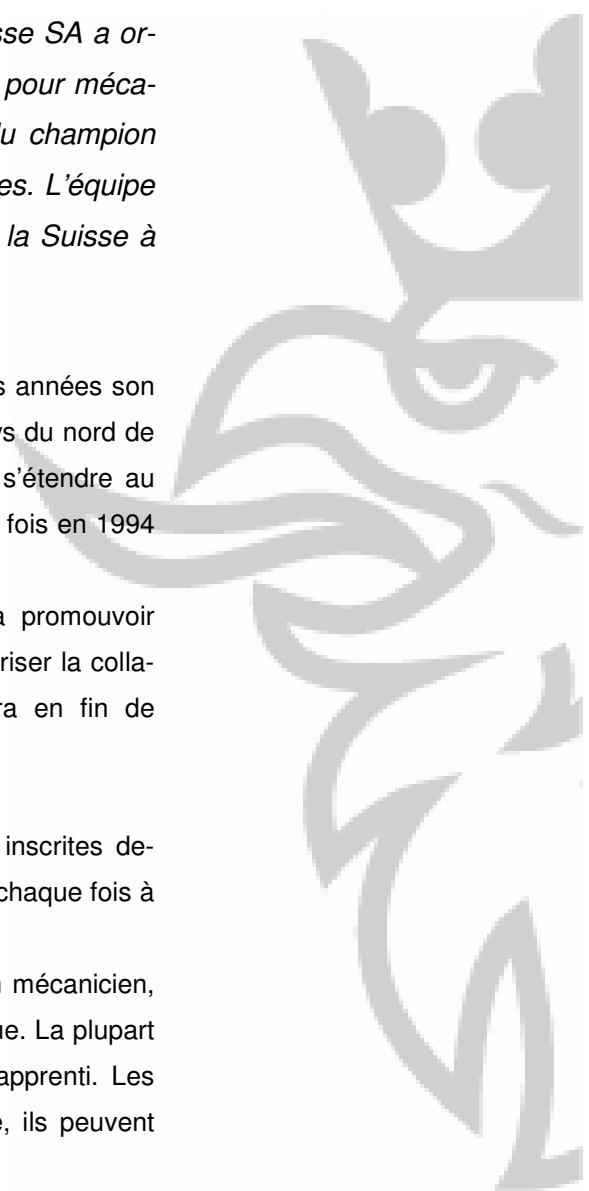 sse SA a or-
pour méca-
du champion
es. L'équipe
la Suisse à
s années son
s du nord de
s'étendre au
fois en 1994
a promouvoir
riser la colla-
ra en fin de
inscrites de-
chaque fois à
mécanicien,
ue. La plupart
apprenti. Les
e, ils peuvent